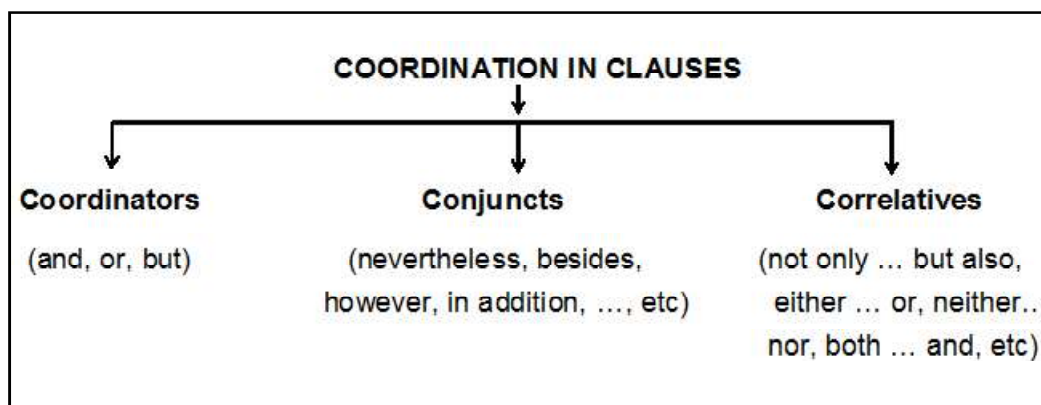 COORDINATION IN CLAUSES
Coordinators
(and, or, but)
Conjuncts
(nevertheless, besides,
however, in addition, …, etc)
Correlatives
(not only … but also,
either … or, neither..
nor, both … and, etc)